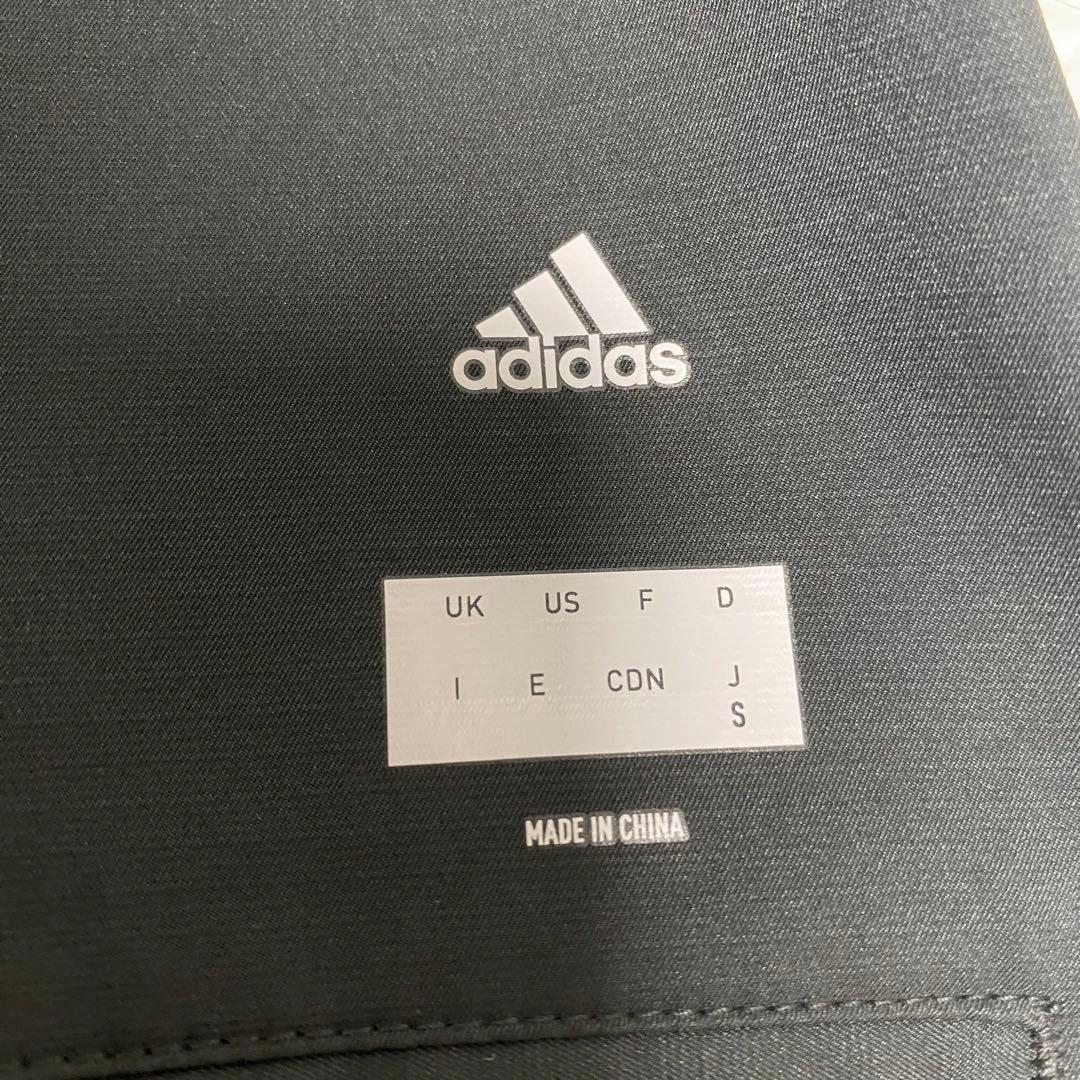 adidas
UK US F D
I E CDN J
S
MADE IN CHINA